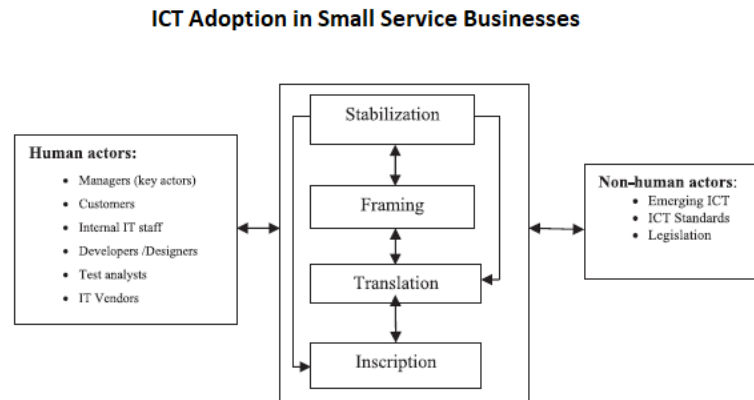 ICT Adoption in Small Service Businesses
Human actors:
• Managers (key actors)
• Customers
• Internal IT staff
• Developers /Designers
• Test analysts
• IT Vendors
Stabilization
Framing
Translation
Inscription
Non-human actors:
• Emerging ICT
• ICT Standards
• Legislation